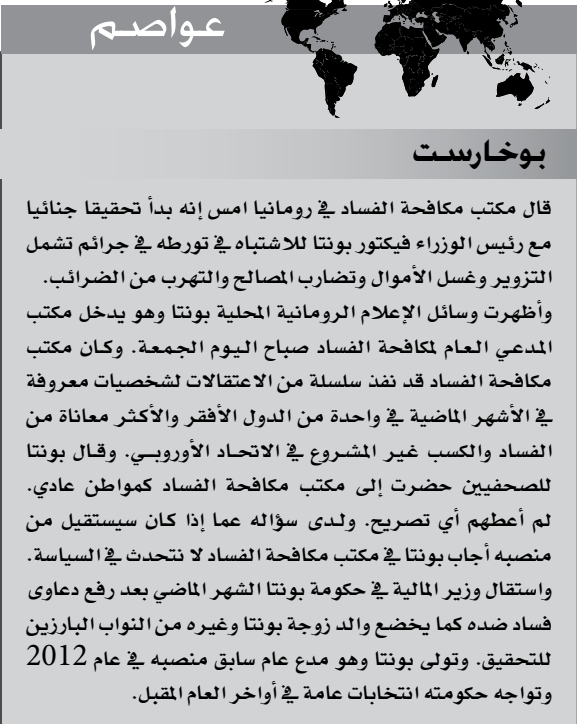 عواصم
بوخارست
قال مكتب مكافحة الفساد في رومانيا امس إنه بدأ تحقيقا جنائيا
مع رئيس الوزراء فيكتور بونتا للاشتباه في تورطه في جرائم تشمل
التزوير وغسل الأموال وتضارب المصالح والتهرب من الضرائب.
وأظهرت وسائل الإعلام الرومانية المحلية بونتا وهو يدخل مكتب
المدعي العام لمكافحة الفساد صباح اليوم الجمعة. وكان مكتب
مكافحة الفساد قد نفذ سلسلة من الاعتقالات لشخصيات معروفة
في الأشهر الماضية في واحدة من الدول الأفقر والأكثر معاناة من
الفساد والكسب غير المشروع في الاتحاد الأوروبي. وقال بونتا
للصحفيين حضرت إلى مكتب مكافحة الفساد كمواطن عادي.
لم أعطهم أي تصريح. ولدى سؤاله عما إذا كان سيستقيل من
منصبه أجاب بونتا في مكتب مكافحة الفساد لا نتحدث في السياسة.
واستقال وزير المالية في حكومة بونتا الشهر الماضي بعد رفع دعاوى
فساد ضده كما يخضع والد زوجة بونتا وغيره من النواب البارزين
للتحقيق. وتولى بونتا وهو مدع عام سابق منصبه في عام 2012
وتواجه حكومته انتخابات عامة في أواخر العام المقبل.